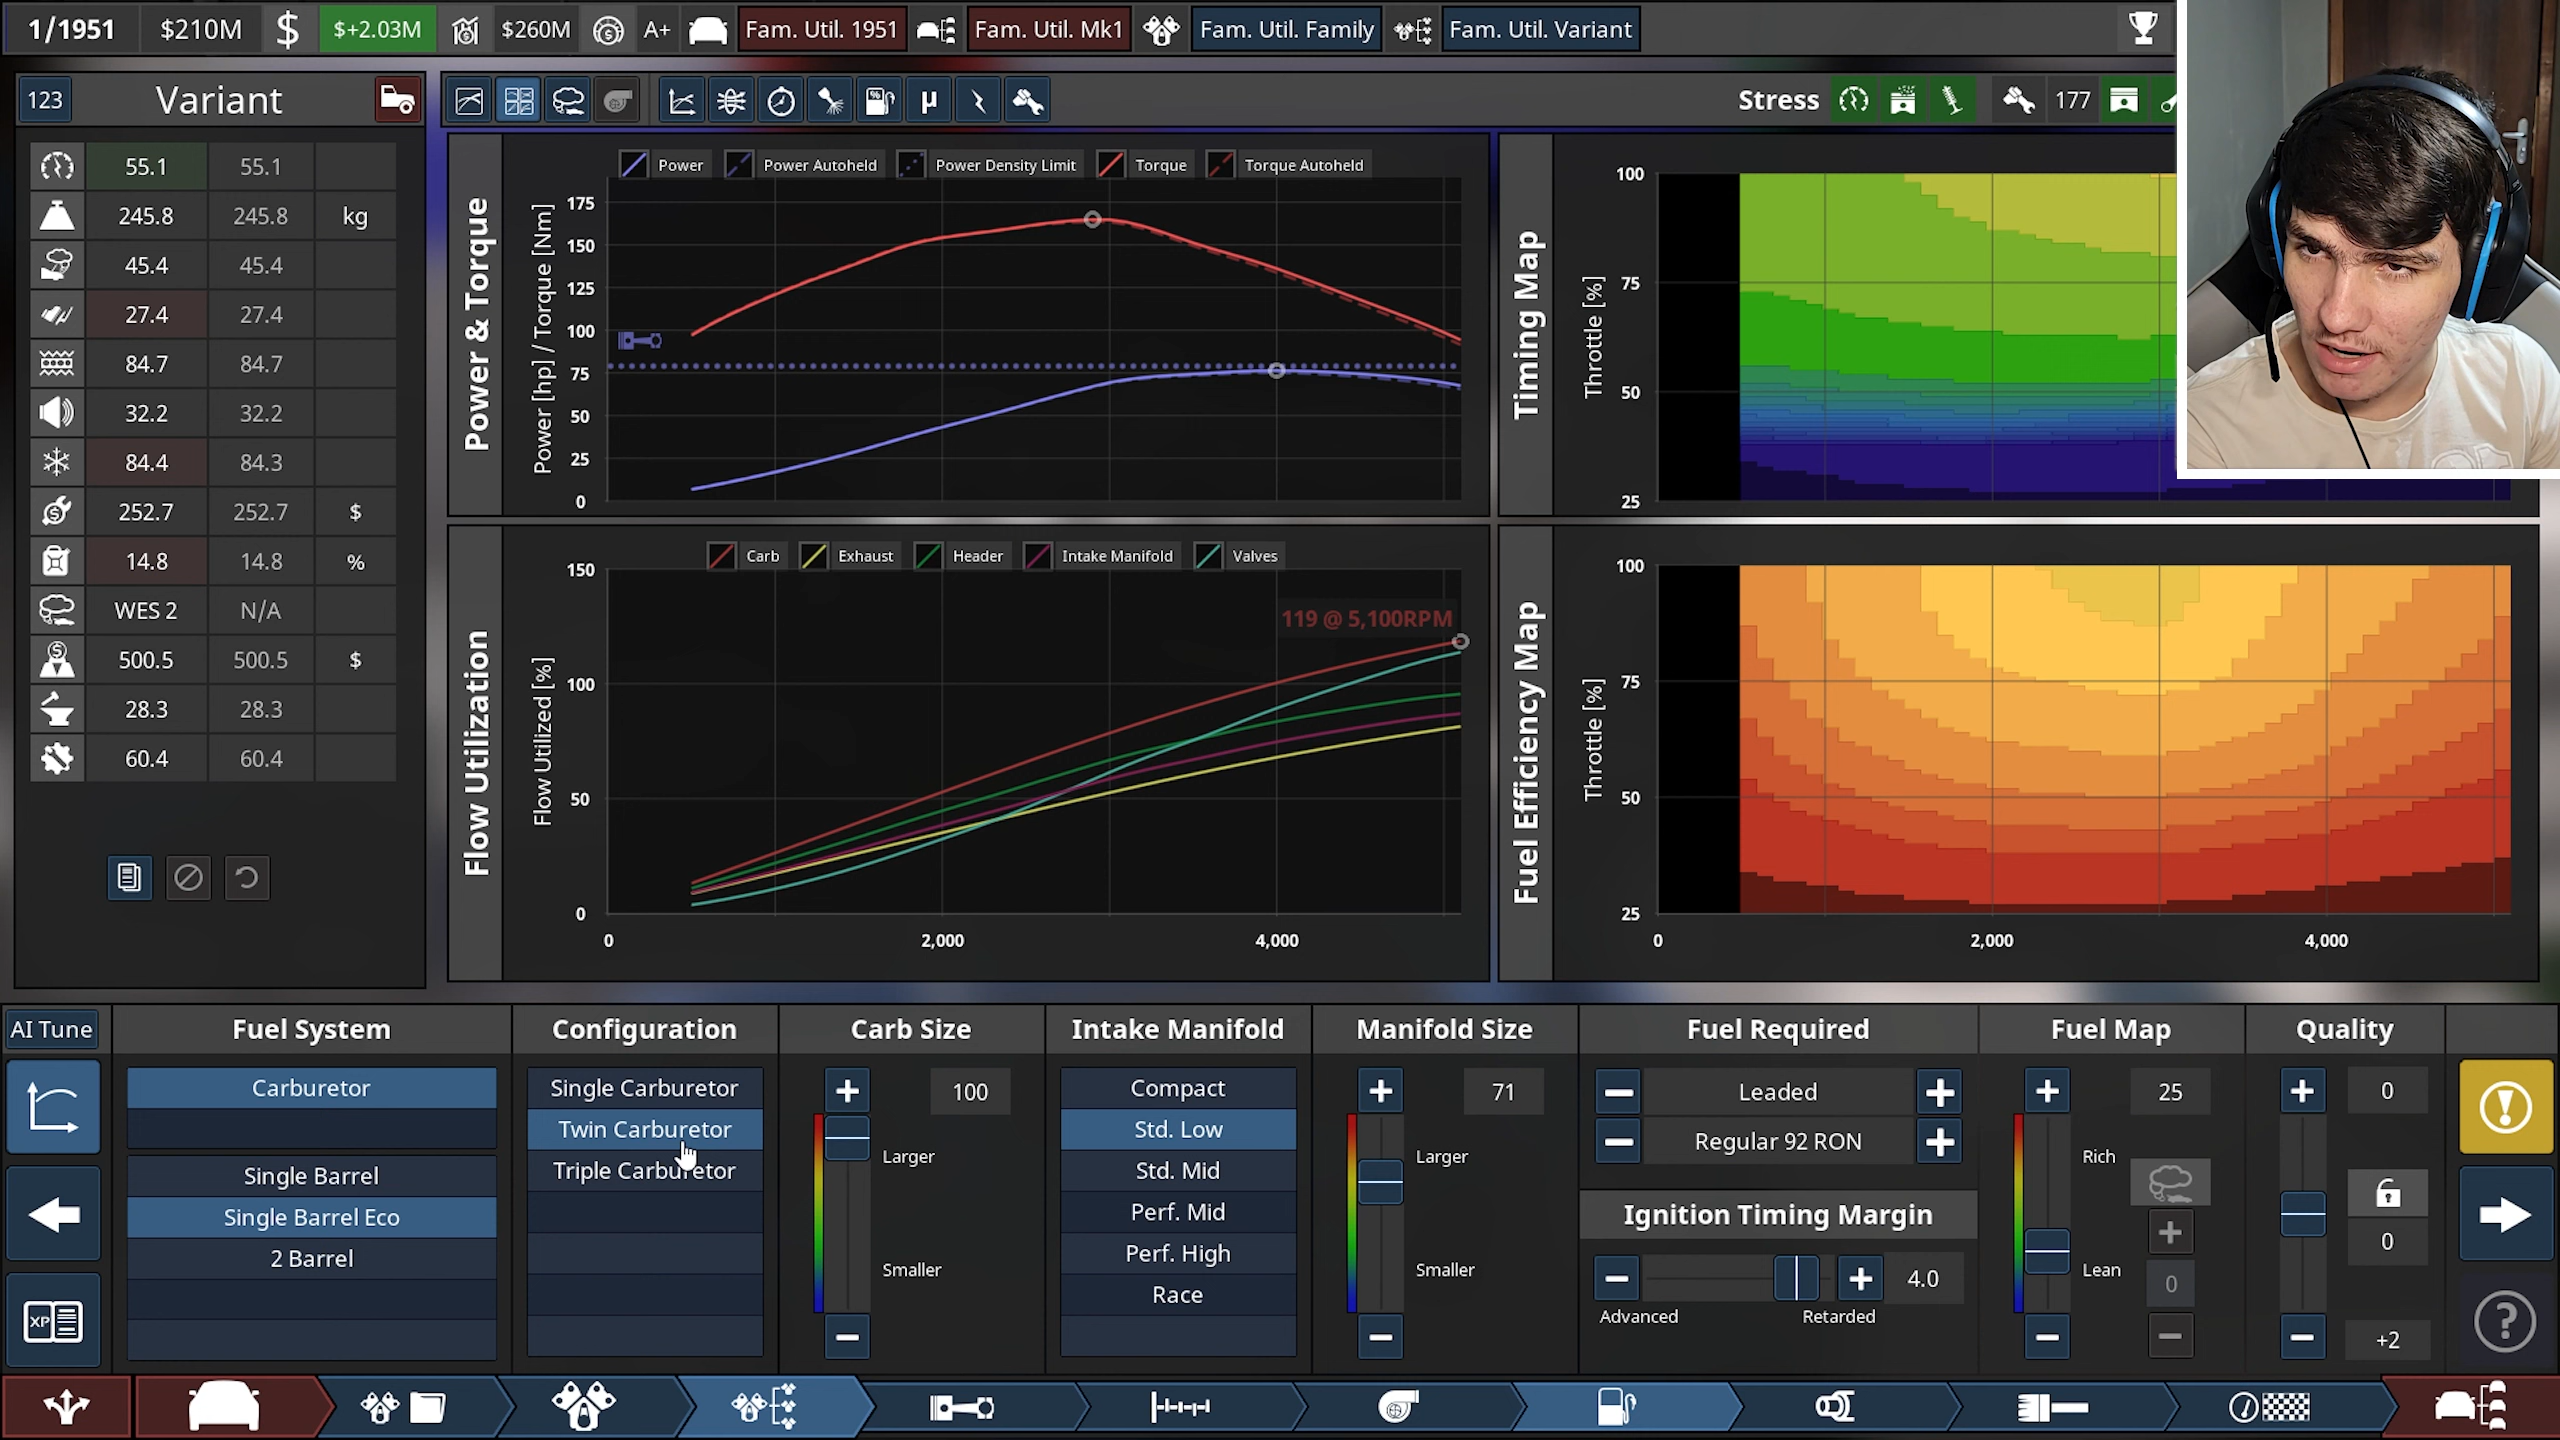 1/1951 $210M $ $+2.03M $260M A+ Fam. Util. 1951 Fam. Util. Mk1 Fam. Util. Family Fam. Util. Variant
123 Variant
Stress 177
55.1 55.1
245.8 245.8 kg
45.4 45.4
27.4 27.4
84.7 84.7
32.2 32.2
84.4 84.3
252.7 252.7 $
14.8 14.8 %
WES 2 N/A
500.5 500.5 $
28.3 28.3
60.4 60.4
Power & Torque
Power [hp] / Torque [Nm]
Power Power Autoheld Power Density Limit Torque Torque Autoheld
175
150
125
100
75
50
25
0
Timing Map
Throttle [%]
100
75
50
25
Flow Utilization
Flow Utilized [%]
Carb Exhaust Header Intake Manifold Valves
119 @ 5,100RPM
150
100
50
0
0 2,000 4,000
Fuel Efficiency Map
Throttle [%]
100
75
50
25
0 2,000 4,000
AI Tune
XP
Fuel System
Carburetor
Single Barrel
Single Barrel Eco
2 Barrel
Configuration
Single Carburetor
Twin Carburetor
Triple Carburetor
Carb Size
+ 100
Larger
Smaller
−
Intake Manifold
Compact
Std. Low
Std. Mid
Perf. Mid
Perf. High
Race
Manifold Size
+ 71
Larger
Smaller
−
Fuel Required
− Leaded +
− Regular 92 RON +
Ignition Timing Margin
− + 4.0
Advanced Retarded
Fuel Map
+ 25
Rich
+
Lean 0
− −
Quality
+ 0
0
− +2
!
?